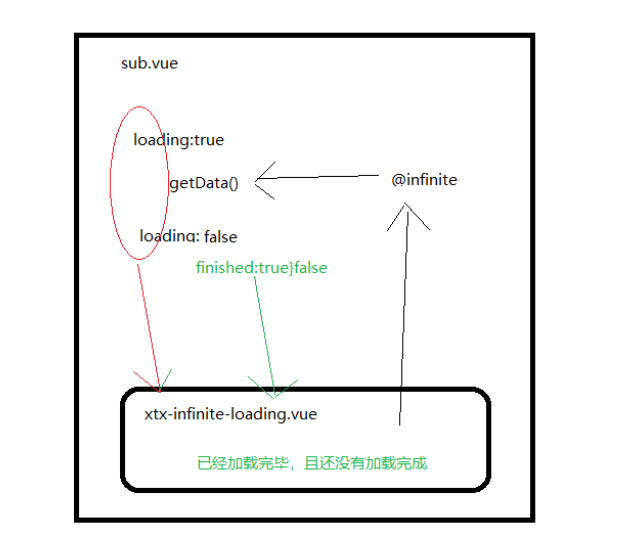 sub.vue
loading:true
getData()
@infinite
loading: false
finished:true}false
xtx-infinite-loading.vue
已经加载完毕，且还没有加载完成